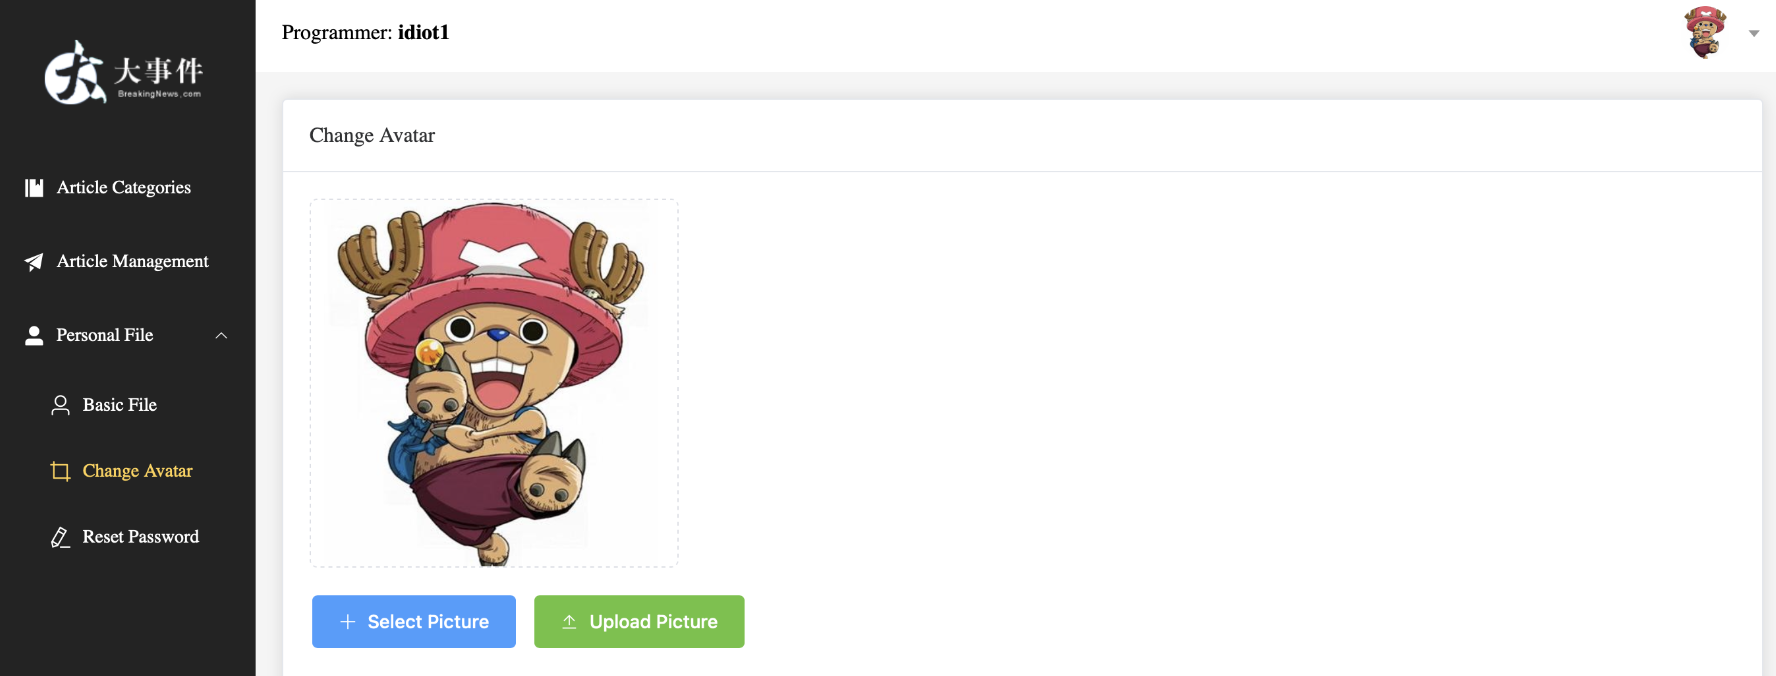 大事件
BreakingNews.com
Article Categories
Article Management
Personal File
Basic File
Change Avatar
Reset Password
Programmer: idiot1
Change Avatar
Select Picture
Upload Picture